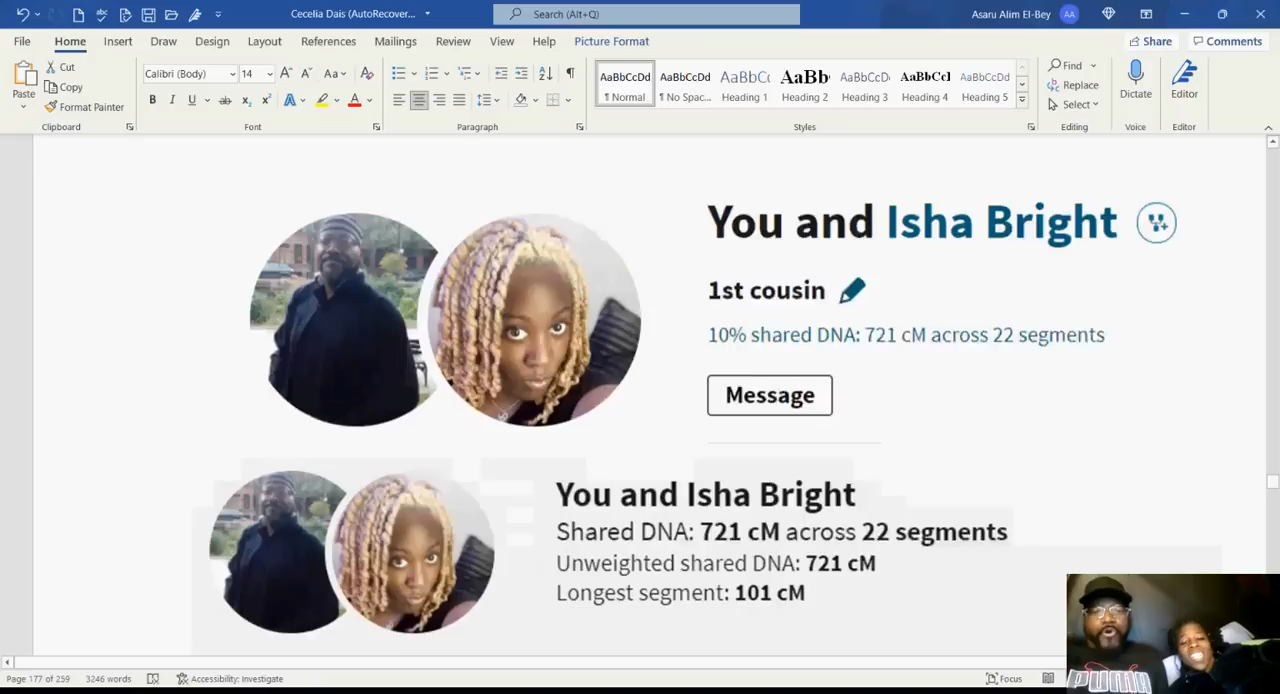 Cecelia Dais (AutoRecover...
Search (Alt+Q)
Asaru Alim El-Bey
AA
File
Home
Insert
Draw
Design
Layout
References
Mailings
Review
View
Help
Picture Format
Share
Comments
Paste
Cut
Copy
Format Painter
Calibri (Body)
14
AaBbCcDd
AaBbCcDd
AaBbCc
AaBb
AaBbCcDd
AaBbCcI
AaBbCcDd
¶ Normal
¶ No Spac...
Heading 1
Heading 2
Heading 3
Heading 4
Heading 5
Find
Replace
Select
Dictate
Editor
Clipboard
Font
Paragraph
Styles
Editing
Voice
Editor
You and Isha Bright
1st cousin
10% shared DNA: 721 cM across 22 segments
Message
You and Isha Bright
Shared DNA: 721 cM across 22 segments
Unweighted shared DNA: 721 cM
Longest segment: 101 cM
PUMA
Page 177 of 259
3246 words
Accessibility: Investigate
Focus